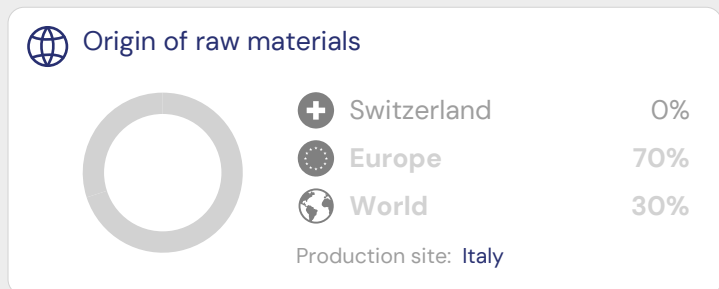 Origin of raw materials
Switzerland 0%
Europe 70%
World 30%
Production site: Italy